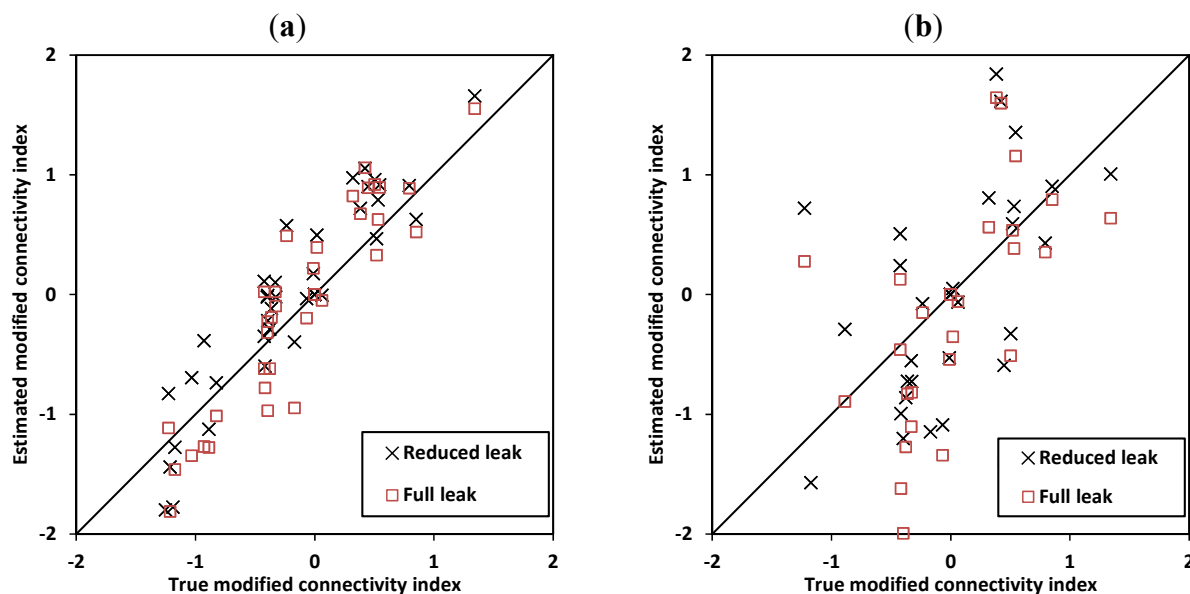 (a)
Estimated modified connectivity index
2
1
0
-1
-2
-2 -1 0 1 2
True modified connectivity index
Reduced leak
Full leak
(b)
Estimated modified connectivity index
2
1
0
-1
-2
-2 -1 0 1 2
True modified connectivity index
Reduced leak
Full leak